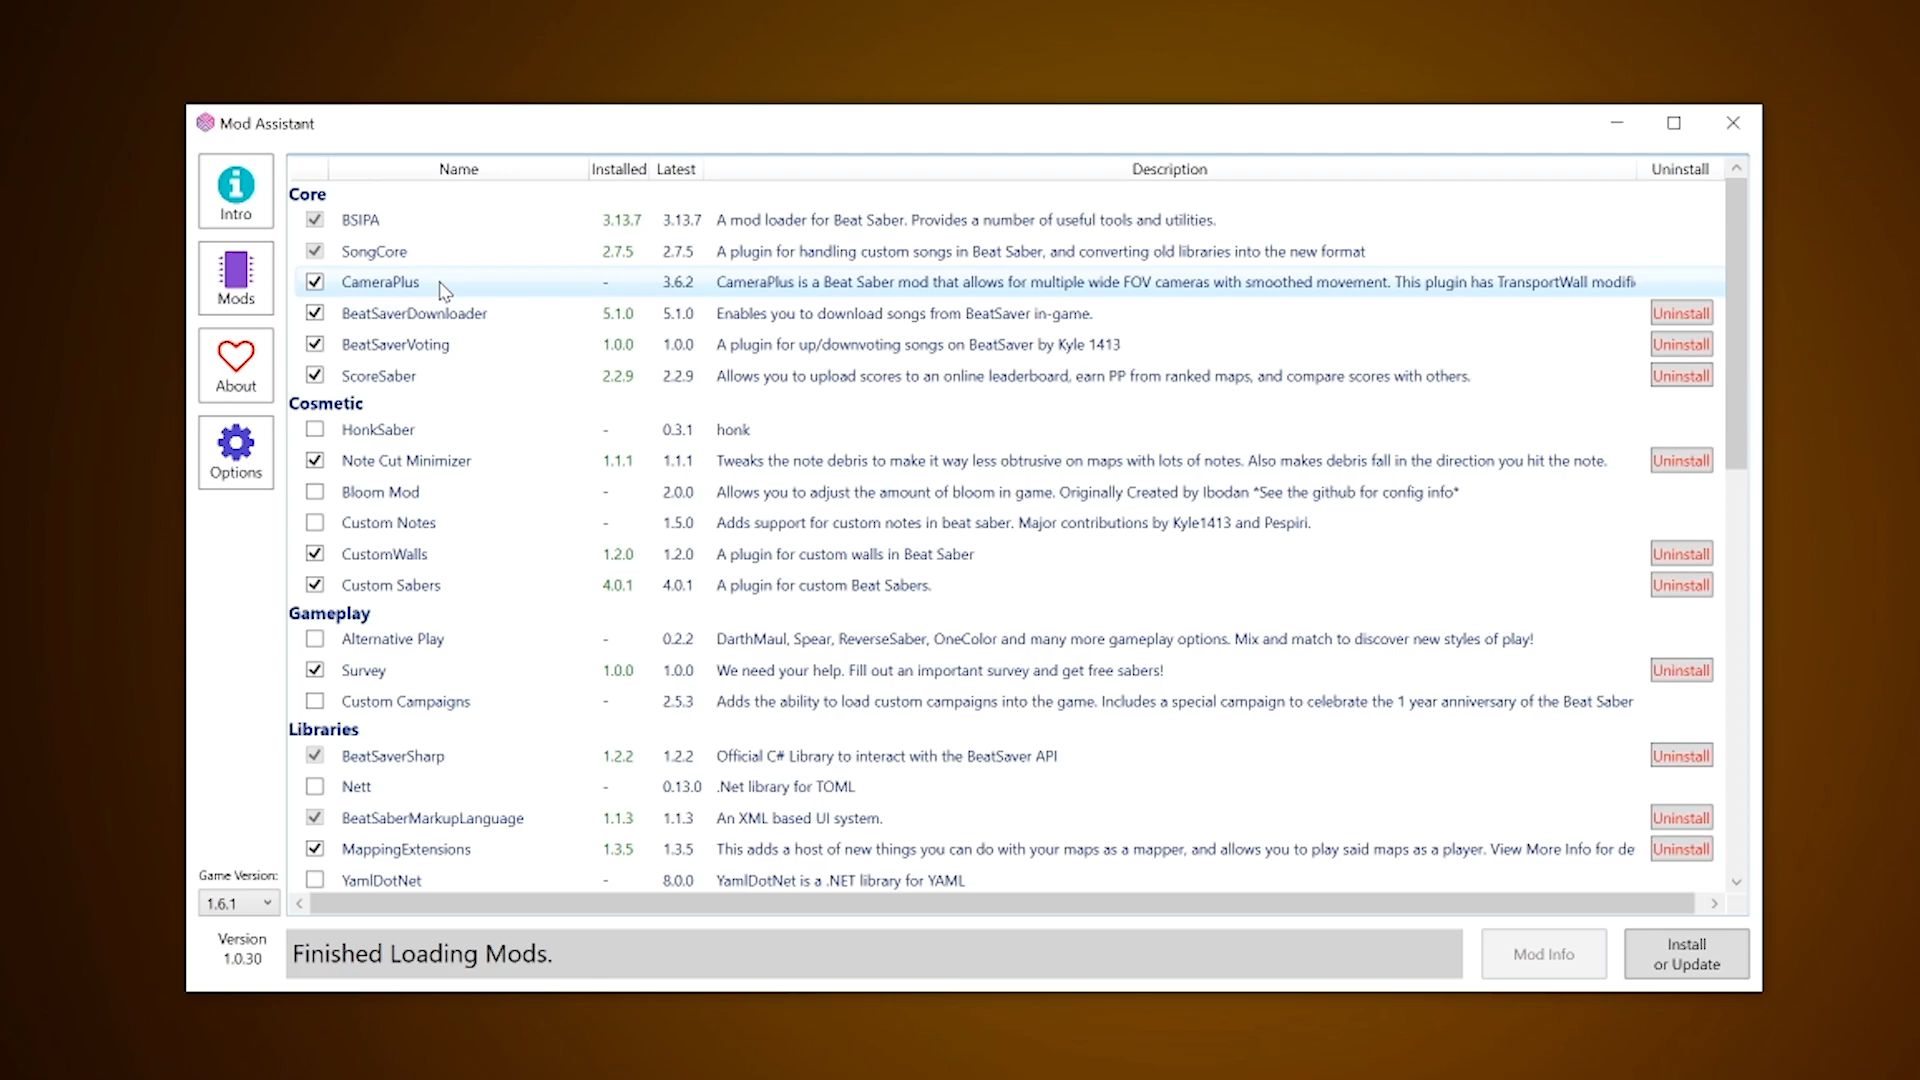 Mod Assistant
Intro
Mods
About
Options
Game Version:
1.6.1
Version
1.0.30
Name Installed Latest Description Uninstall
Core
BSIPA 3.13.7 3.13.7 A mod loader for Beat Saber. Provides a number of useful tools and utilities.
SongCore 2.7.5 2.7.5 A plugin for handling custom songs in Beat Saber, and converting old libraries into the new format
CameraPlus - 3.6.2 CameraPlus is a Beat Saber mod that allows for multiple wide FOV cameras with smoothed movement. This plugin has TransportWall modifi
BeatSaverDownloader 5.1.0 5.1.0 Enables you to download songs from BeatSaver in-game. Uninstall
BeatSaverVoting 1.0.0 1.0.0 A plugin for up/downvoting songs on BeatSaver by Kyle 1413 Uninstall
ScoreSaber 2.2.9 2.2.9 Allows you to upload scores to an online leaderboard, earn PP from ranked maps, and compare scores with others. Uninstall
Cosmetic
HonkSaber - 0.3.1 honk
Note Cut Minimizer 1.1.1 1.1.1 Tweaks the note debris to make it way less obtrusive on maps with lots of notes. Also makes debris fall in the direction you hit the note. Uninstall
Bloom Mod - 2.0.0 Allows you to adjust the amount of bloom in game. Originally Created by Ibodan *See the github for config info*
Custom Notes - 1.5.0 Adds support for custom notes in beat saber. Major contributions by Kyle1413 and Pespiri.
CustomWalls 1.2.0 1.2.0 A plugin for custom walls in Beat Saber Uninstall
Custom Sabers 4.0.1 4.0.1 A plugin for custom Beat Sabers. Uninstall
Gameplay
Alternative Play - 0.2.2 DarthMaul, Spear, ReverseSaber, OneColor and many more gameplay options. Mix and match to discover new styles of play!
Survey 1.0.0 1.0.0 We need your help. Fill out an important survey and get free sabers! Uninstall
Custom Campaigns - 2.5.3 Adds the ability to load custom campaigns into the game. Includes a special campaign to celebrate the 1 year anniversary of the Beat Saber
Libraries
BeatSaverSharp 1.2.2 1.2.2 Official C# Library to interact with the BeatSaver API Uninstall
Nett - 0.13.0 .Net library for TOML
BeatSaberMarkupLanguage 1.1.3 1.1.3 An XML based UI system. Uninstall
MappingExtensions 1.3.5 1.3.5 This adds a host of new things you can do with your maps as a mapper, and allows you to play said maps as a player. View More Info for de Uninstall
YamlDotNet - 8.0.0 YamlDotNet is a .NET library for YAML
Finished Loading Mods.
Mod Info
Install
or Update